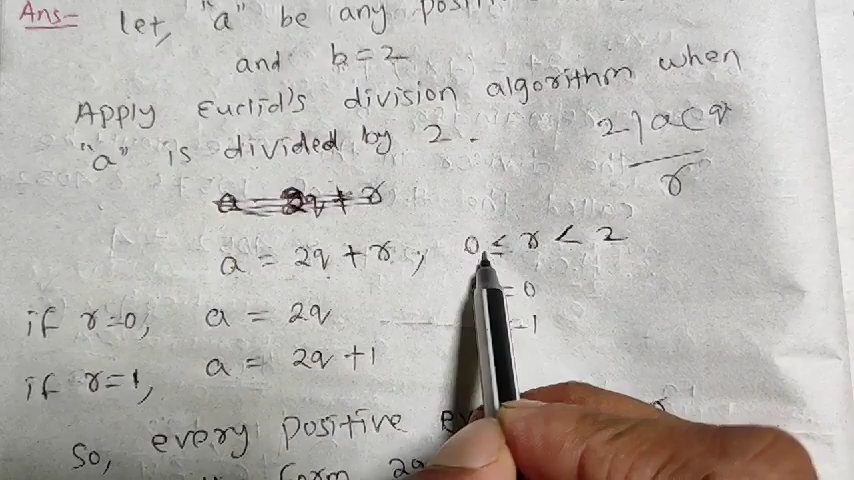 Ans- let, "a" be any
and b=2
Apply Euclid's division algorithm when
"a" is divided by 2.
2)a(q
r
a = 2q + r
a = 2q + r, 0 ≤ r < 2
= 0
if r=0, a = 2q
=1
if r=1, a = 2q +1
So, every positive
form 2q